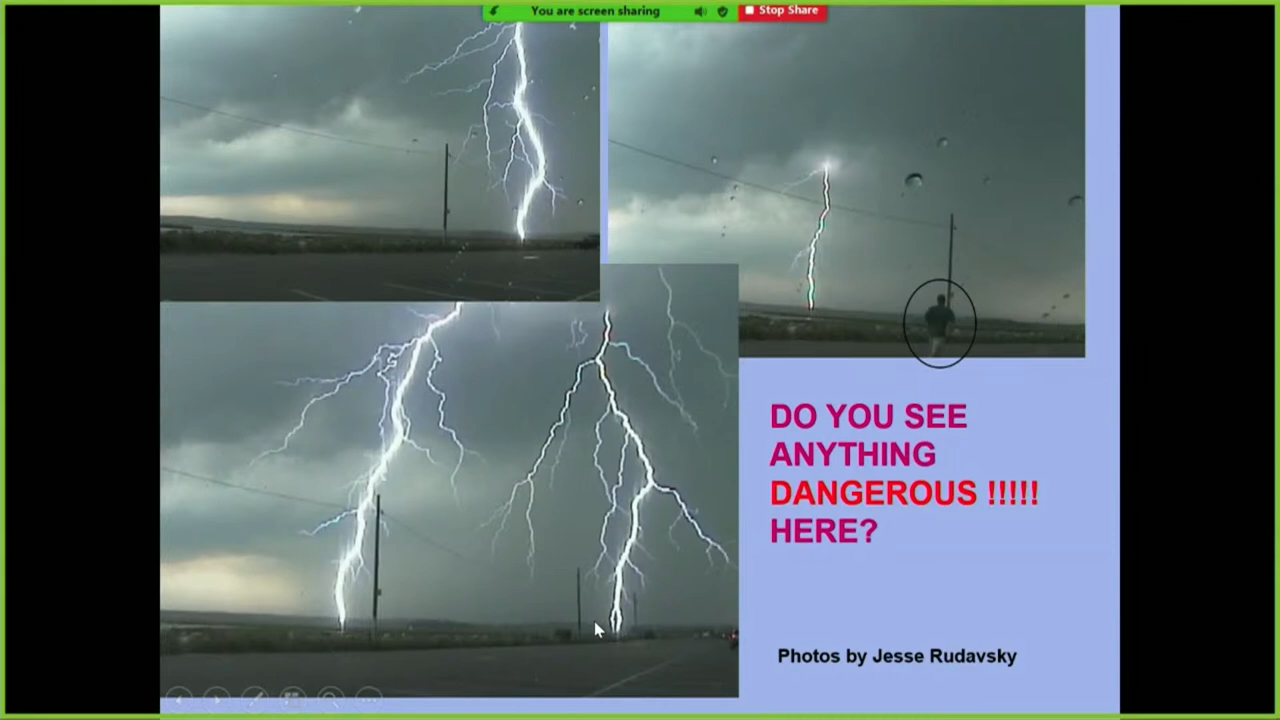 You are screen sharing
Stop Share
DO YOU SEE
ANYTHING
DANGEROUS !!!!!
HERE?
Photos by Jesse Rudavsky